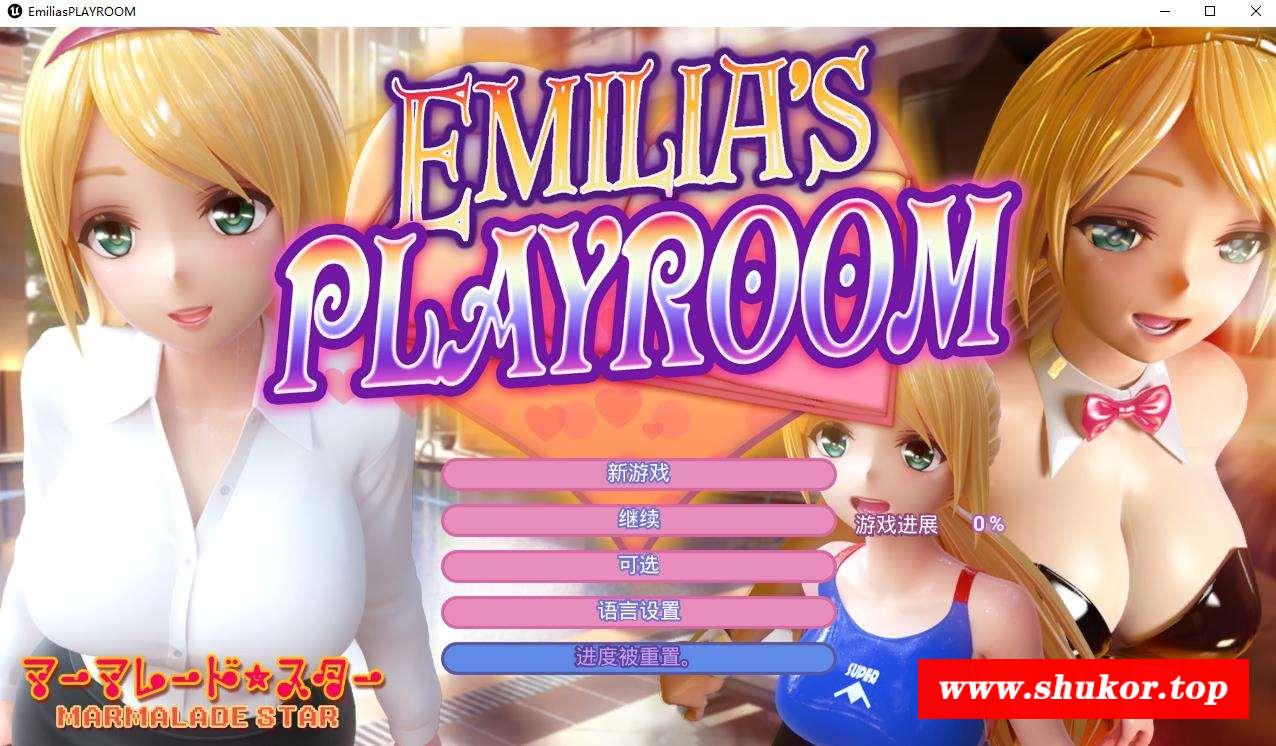 EmiliasPLAYROOM
EMILIA'S
PLAYROOM
新游戏
继续
游戏进展 0%
可选
语言设置
进度被重置。
マーマレード★スター
MARMALADE STAR
SUPER
www.shukor.top